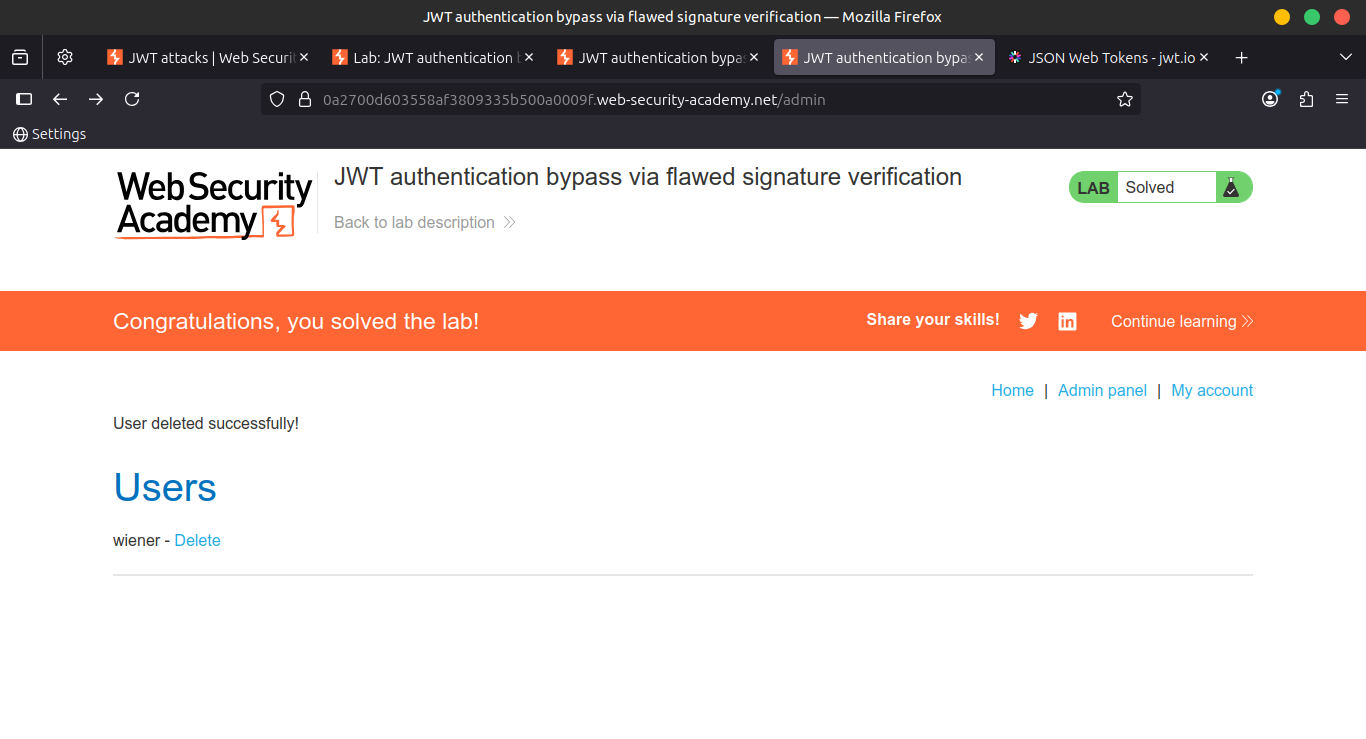 JWT authentication bypass via flawed signature verification — Mozilla Firefox
JWT attacks | Web Securit
Lab: JWT authentication
JWT authentication bypa
JWT authentication bypa
JSON Web Tokens - jwt.io
0a2700d603558af3809335b500a0009f.web-security-academy.net/admin
Settings
Web Security
Academy
JWT authentication bypass via flawed signature verification
Back to lab description
LAB Solved
Congratulations, you solved the lab!
Share your skills!
Continue learning
Home | Admin panel | My account
User deleted successfully!
Users
wiener - Delete